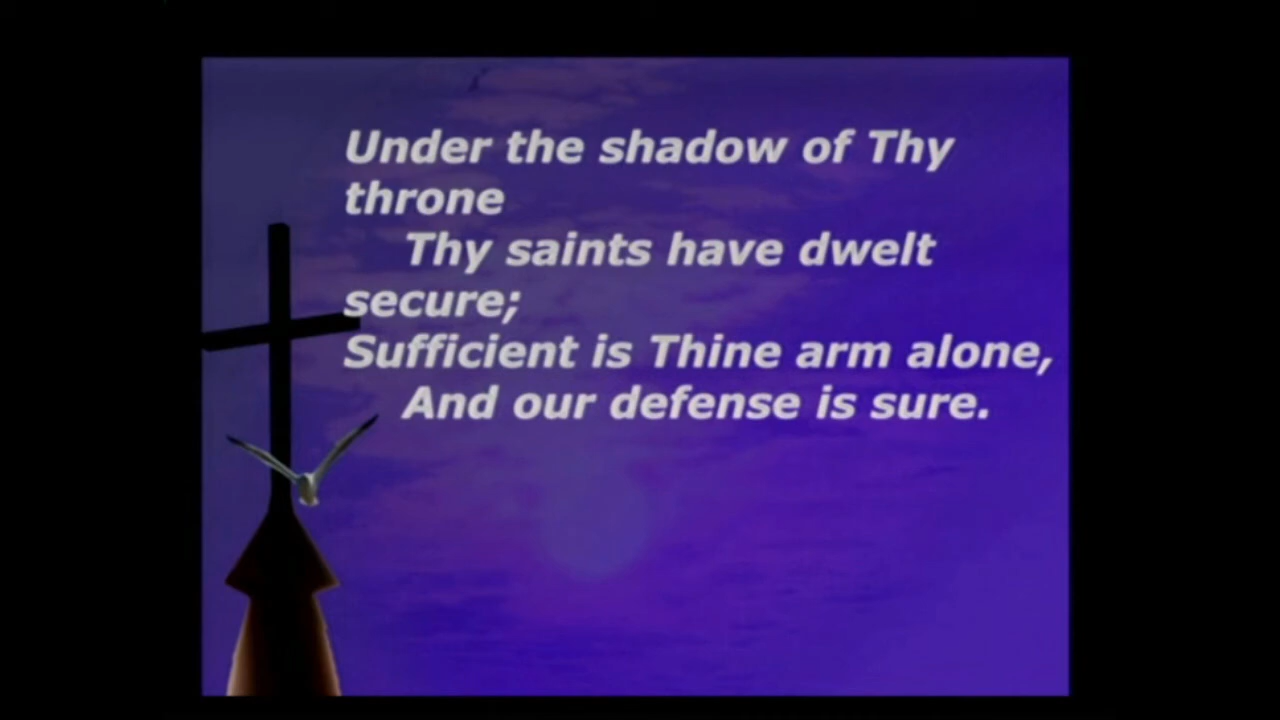 Under the shadow of Thy
throne
Thy saints have dwelt
secure;
Sufficient is Thine arm alone,
And our defense is sure.